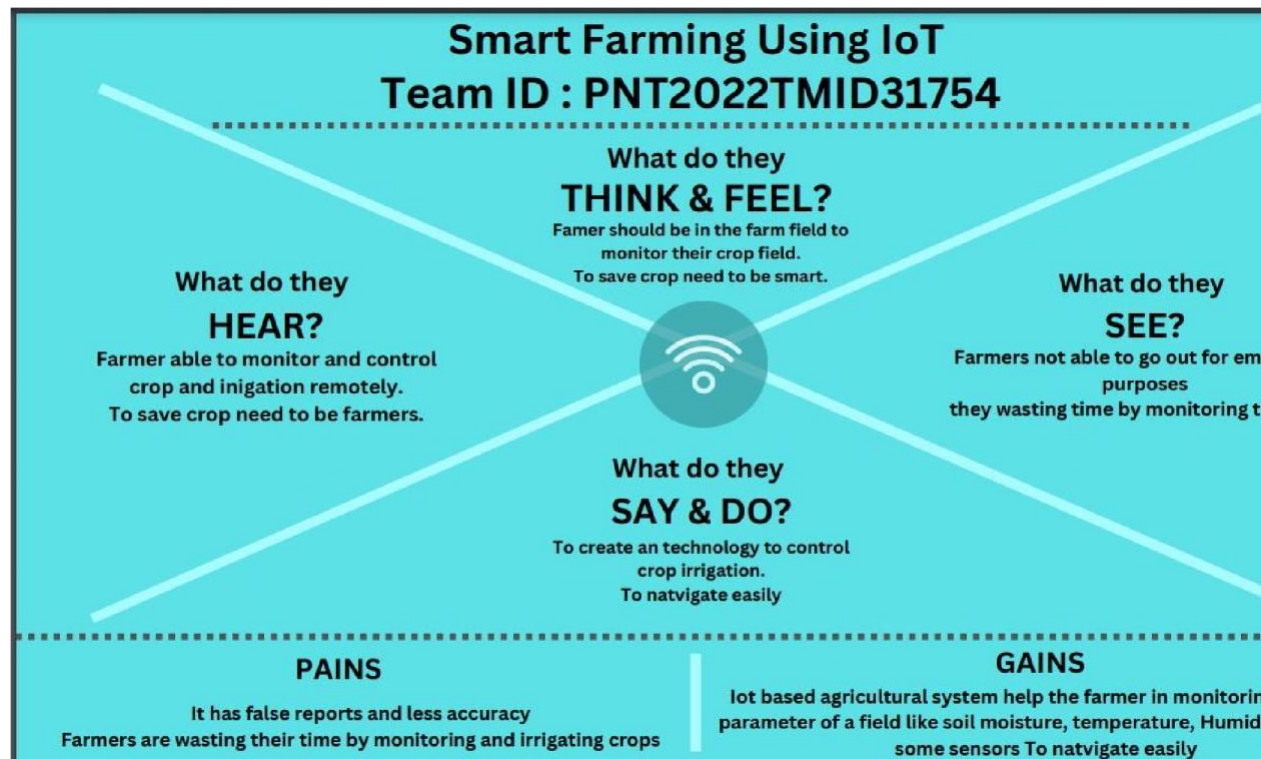 Smart Farming Using IoT
Team ID : PNT2022TMID31754
What do they
THINK & FEEL?
Famer should be in the farm field to
monitor their crop field.
To save crop need to be smart.
What do they
HEAR?
Farmer able to monitor and control
crop and inigation remotely.
To save crop need to be farmers.
What do they
SEE?
Farmers not able to go out for em
purposes
they wasting time by monitoring t
What do they
SAY & DO?
To create an technology to control
crop irrigation.
To natvigate easily
PAINS
It has false reports and less accuracy
Farmers are wasting their time by monitoring and irrigating crops
GAINS
Iot based agricultural system help the farmer in monitorin
parameter of a field like soil moisture, temperature, Humid
some sensors To natvigate easily